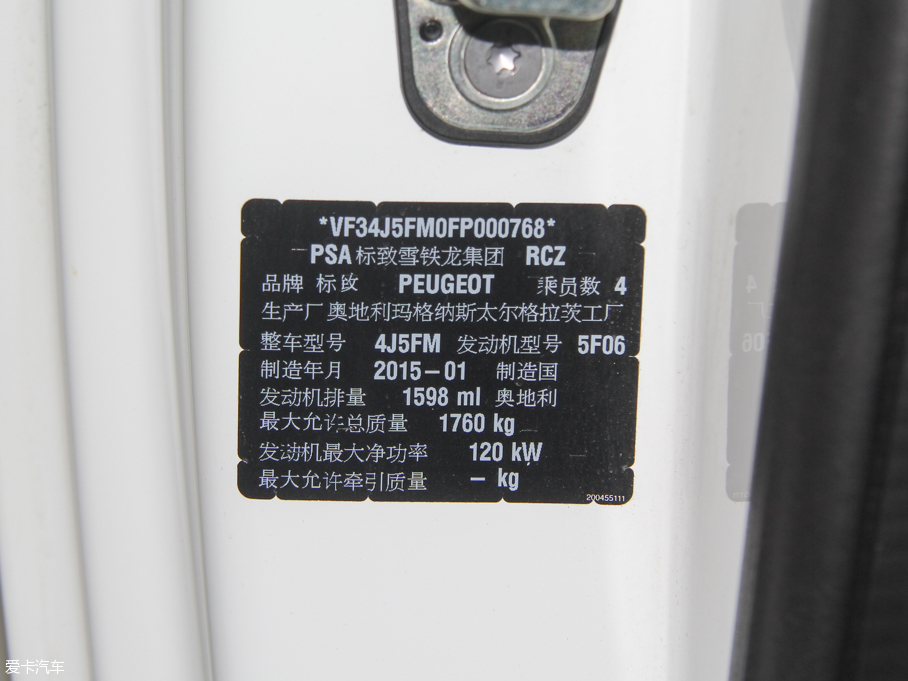 *VF34J5FM0FP000768*
PSA标致雪铁龙集团 RCZ
品牌 标致 PEUGEOT 乘员数 4
生产厂 奥地利玛格纳斯太尔格拉茨工厂
整车型号 4J5FM 发动机型号 5F06
制造年月 2015-01 制造国
发动机排量 1598 ml 奥地利
最大允许总质量 1760 kg
发动机最大净功率 120 kW
最大允许牵引质量 - kg
200455111
爱卡汽车